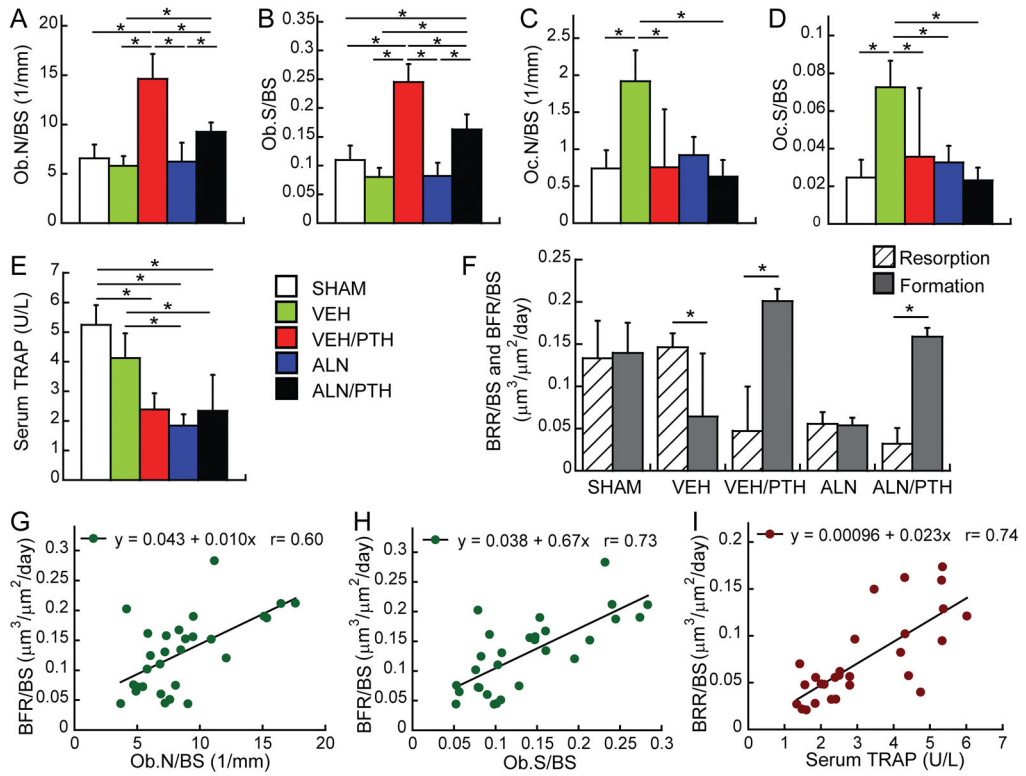 A
Ob.N/BS (1/mm)
20
15
10
5
0
* *
* * *
B
Ob.S/BS
0.35
0.3
0.25
0.2
0.15
0.1
0.05
0
*
*
* *
* * *
C
Oc.N/BS (1/mm)
3
2.5
2
1.5
1
0.5
0
*
* *
D
Oc.S/BS
0.1
0.08
0.06
0.04
0.02
0
*
*
* *
E
Serum TRAP (U/L)
7
6
5
4
3
2
1
0
*
*
* *
*
SHAM
VEH
VEH/PTH
ALN
ALN/PTH
F
BRR/BS and BFR/BS
(μm³/μm²/day)
0.25
0.2
0.15
0.1
0.05
0
* * *
Resorption
Formation
SHAM VEH VEH/PTH ALN ALN/PTH
G
y = 0.043 + 0.010x r= 0.60
BFR/BS (μm³/μm²/day)
0.3
0.25
0.2
0.15
0.1
0.05
0
0 5 10 15 20
Ob.N/BS (1/mm)
H
y = 0.038 + 0.67x r= 0.73
BFR/BS (μm³/μm²/day)
0.3
0.25
0.2
0.15
0.1
0.05
0
0 0.05 0.1 0.15 0.2 0.25 0.3
Ob.S/BS
I
y = 0.00096 + 0.023x r= 0.74
BRR/BS (μm³/μm²/day)
0.2
0.15
0.1
0.05
0
0 1 2 3 4 5 6 7
Serum TRAP (U/L)